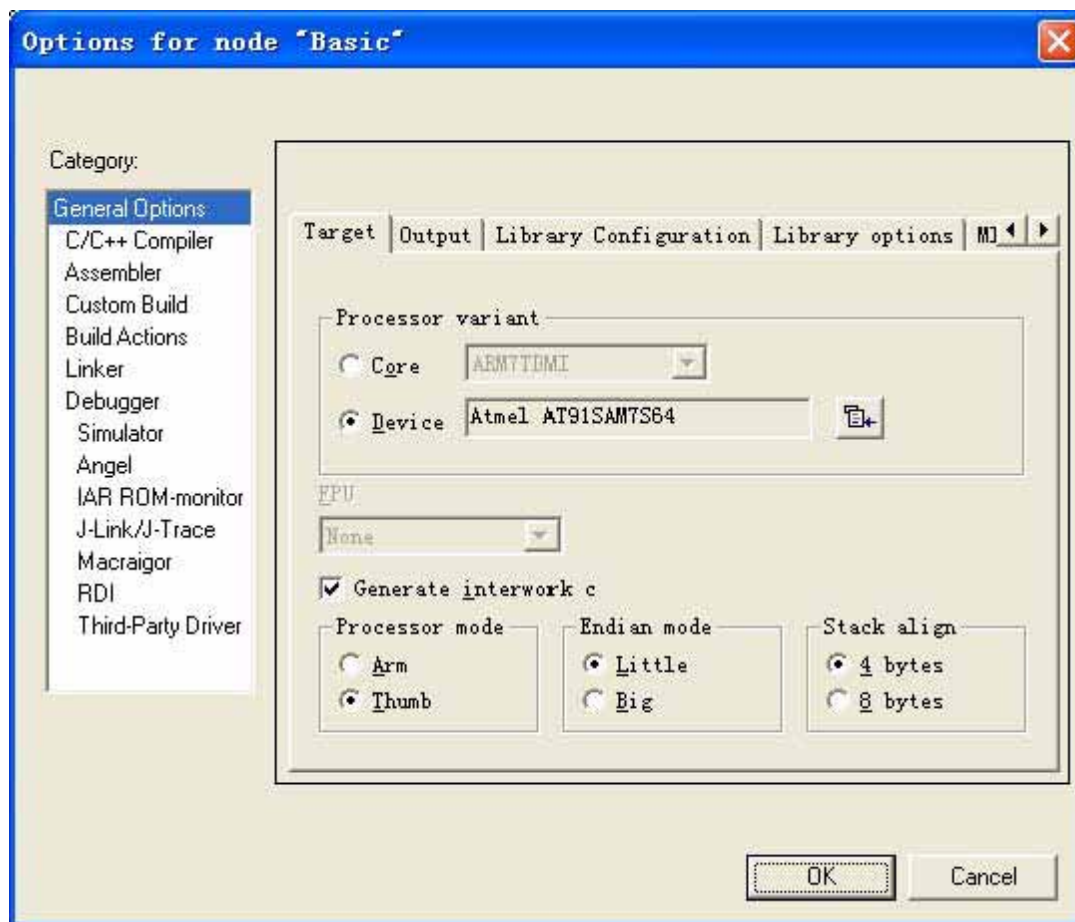 Options for node "Basic"
Category:
General Options
C/C++ Compiler
Assembler
Custom Build
Build Actions
Linker
Debugger
Simulator
Angel
IAR ROM-monitor
J-Link/J-Trace
Macraigor
RDI
Third-Party Driver
Target Output Library Configuration Library options MI
Processor variant
Core ARM7TDMI
Device Atmel AT91SAM7S64
FPU
None
Generate interwork c
Processor mode
Arm
Thumb
Endian mode
Little
Big
Stack align
4 bytes
8 bytes
OK Cancel